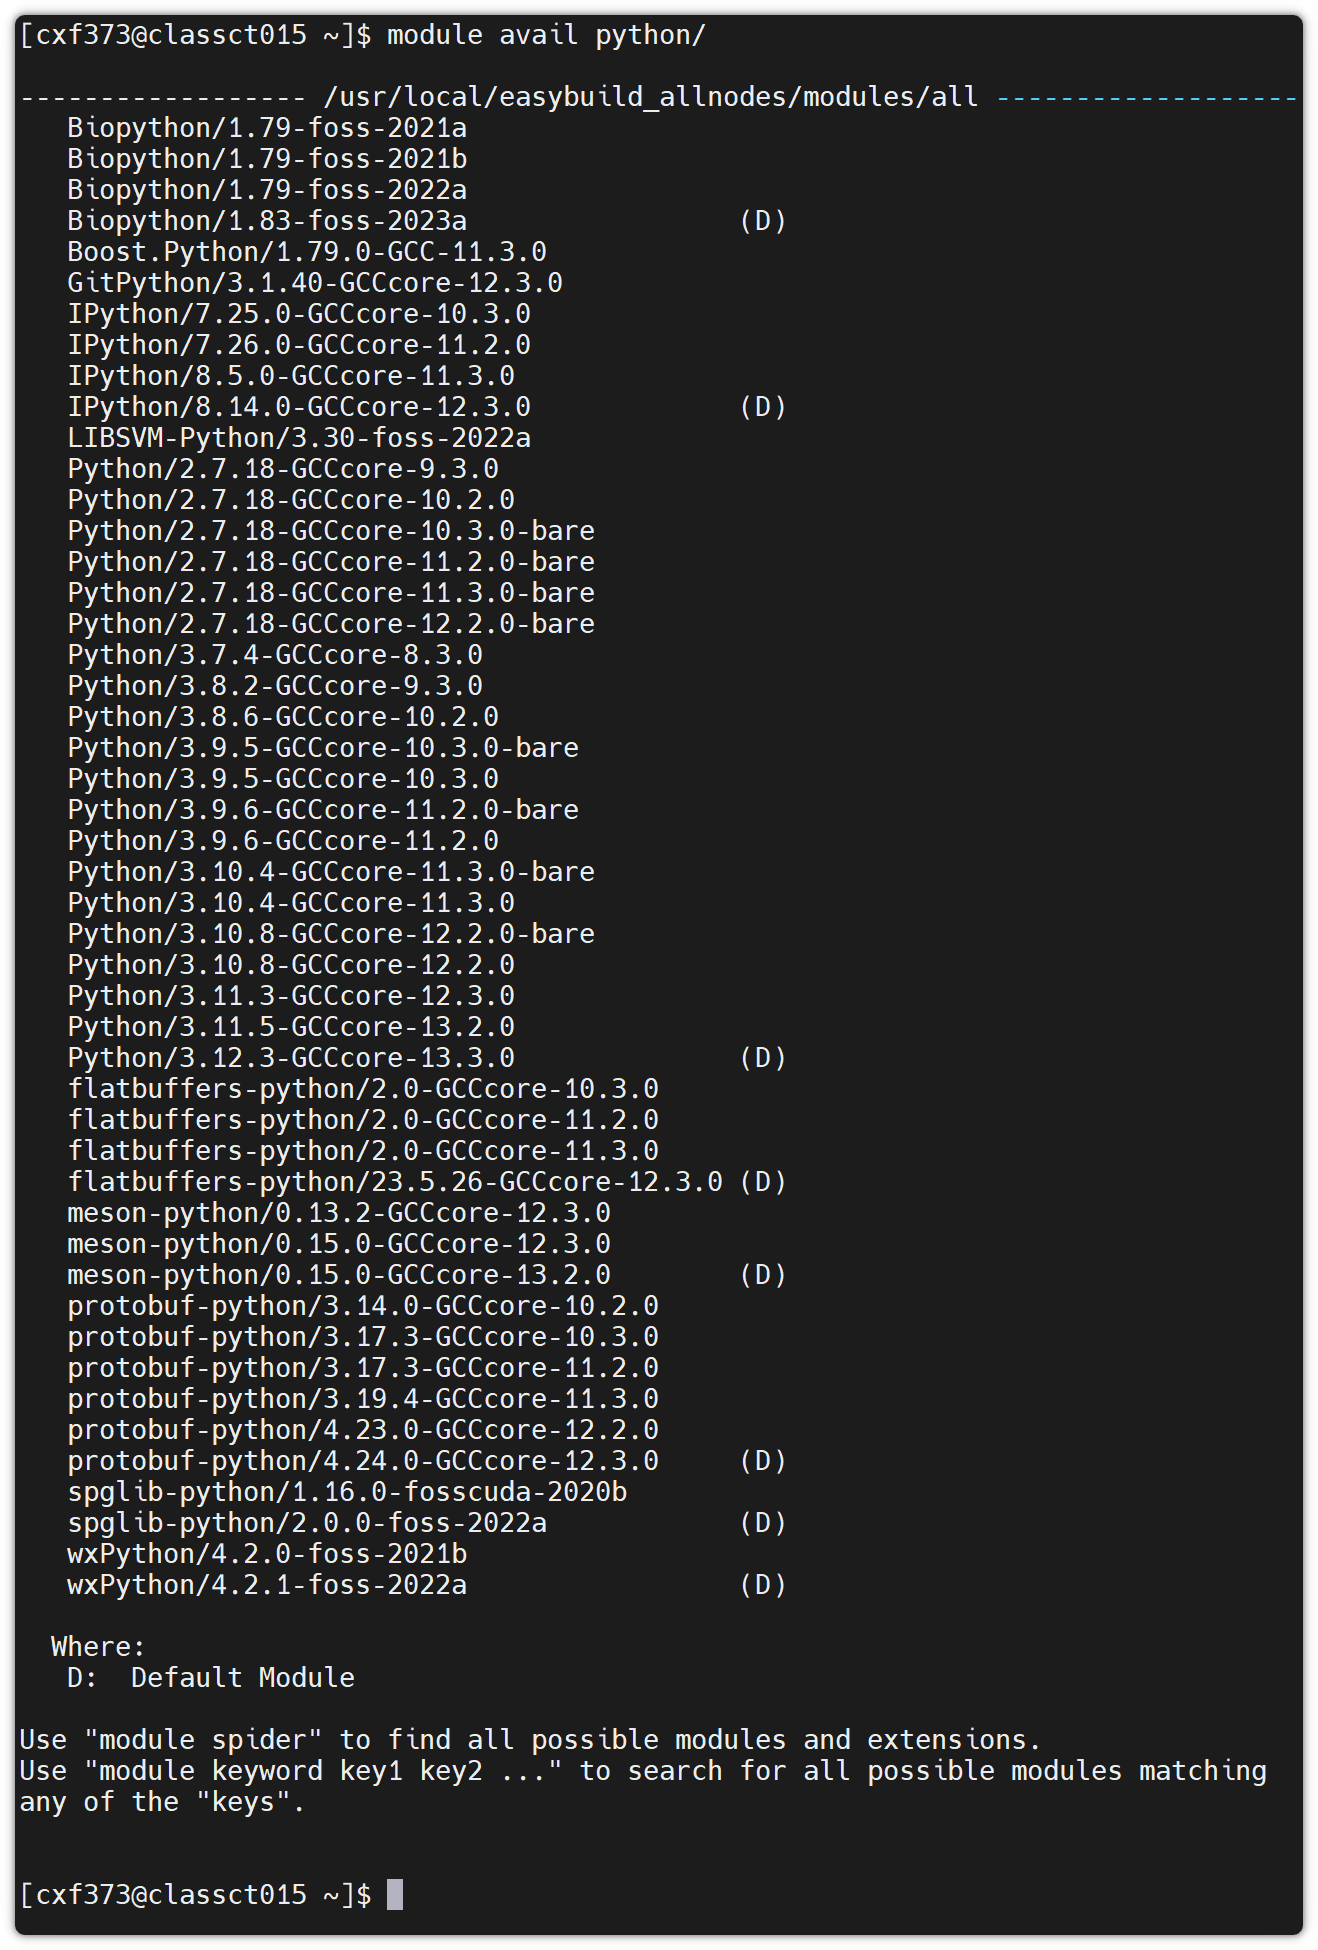 [cxf373@classct015 ~]$ module avail python/
------------------ /usr/local/easybuild_allnodes/modules/all -------------------
Biopython/1.79-foss-2021a
Biopython/1.79-foss-2021b
Biopython/1.79-foss-2022a
Biopython/1.83-foss-2023a (D)
Boost.Python/1.79.0-GCC-11.3.0
GitPython/3.1.40-GCCcore-12.3.0
IPython/7.25.0-GCCcore-10.3.0
IPython/7.26.0-GCCcore-11.2.0
IPython/8.5.0-GCCcore-11.3.0
IPython/8.14.0-GCCcore-12.3.0 (D)
LIBSVM-Python/3.30-foss-2022a
Python/2.7.18-GCCcore-9.3.0
Python/2.7.18-GCCcore-10.2.0
Python/2.7.18-GCCcore-10.3.0-bare
Python/2.7.18-GCCcore-11.2.0-bare
Python/2.7.18-GCCcore-11.3.0-bare
Python/2.7.18-GCCcore-12.2.0-bare
Python/3.7.4-GCCcore-8.3.0
Python/3.8.2-GCCcore-9.3.0
Python/3.8.6-GCCcore-10.2.0
Python/3.9.5-GCCcore-10.3.0-bare
Python/3.9.5-GCCcore-10.3.0
Python/3.9.6-GCCcore-11.2.0-bare
Python/3.9.6-GCCcore-11.2.0
Python/3.10.4-GCCcore-11.3.0-bare
Python/3.10.4-GCCcore-11.3.0
Python/3.10.8-GCCcore-12.2.0-bare
Python/3.10.8-GCCcore-12.2.0
Python/3.11.3-GCCcore-12.3.0
Python/3.11.5-GCCcore-13.2.0
Python/3.12.3-GCCcore-13.3.0 (D)
flatbuffers-python/2.0-GCCcore-10.3.0
flatbuffers-python/2.0-GCCcore-11.2.0
flatbuffers-python/2.0-GCCcore-11.3.0
flatbuffers-python/23.5.26-GCCcore-12.3.0 (D)
meson-python/0.13.2-GCCcore-12.3.0
meson-python/0.15.0-GCCcore-12.3.0
meson-python/0.15.0-GCCcore-13.2.0 (D)
protobuf-python/3.14.0-GCCcore-10.2.0
protobuf-python/3.17.3-GCCcore-10.3.0
protobuf-python/3.17.3-GCCcore-11.2.0
protobuf-python/3.19.4-GCCcore-11.3.0
protobuf-python/4.23.0-GCCcore-12.2.0
protobuf-python/4.24.0-GCCcore-12.3.0 (D)
spglib-python/1.16.0-fosscuda-2020b
spglib-python/2.0.0-foss-2022a (D)
wxPython/4.2.0-foss-2021b
wxPython/4.2.1-foss-2022a (D)
Where:
D: Default Module
Use "module spider" to find all possible modules and extensions.
Use "module keyword key1 key2 ..." to search for all possible modules matching
any of the "keys".
[cxf373@classct015 ~]$